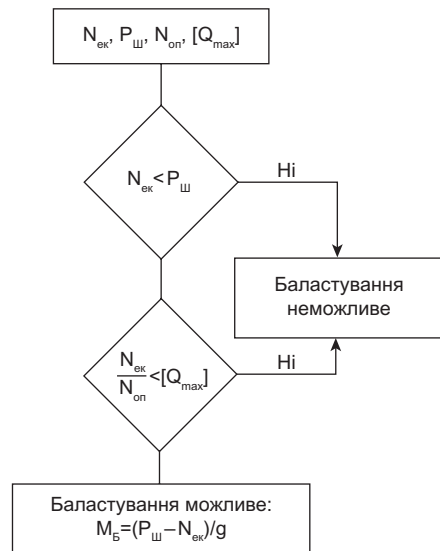 N_ек, P_Ш, N_оп, [Q_max]
N_ек<P_Ш
Ні
Баластування
неможливе
N_ек
N_оп
<[Q_max]
Ні
Баластування можливе:
M_Б=(P_Ш–N_ек)/g